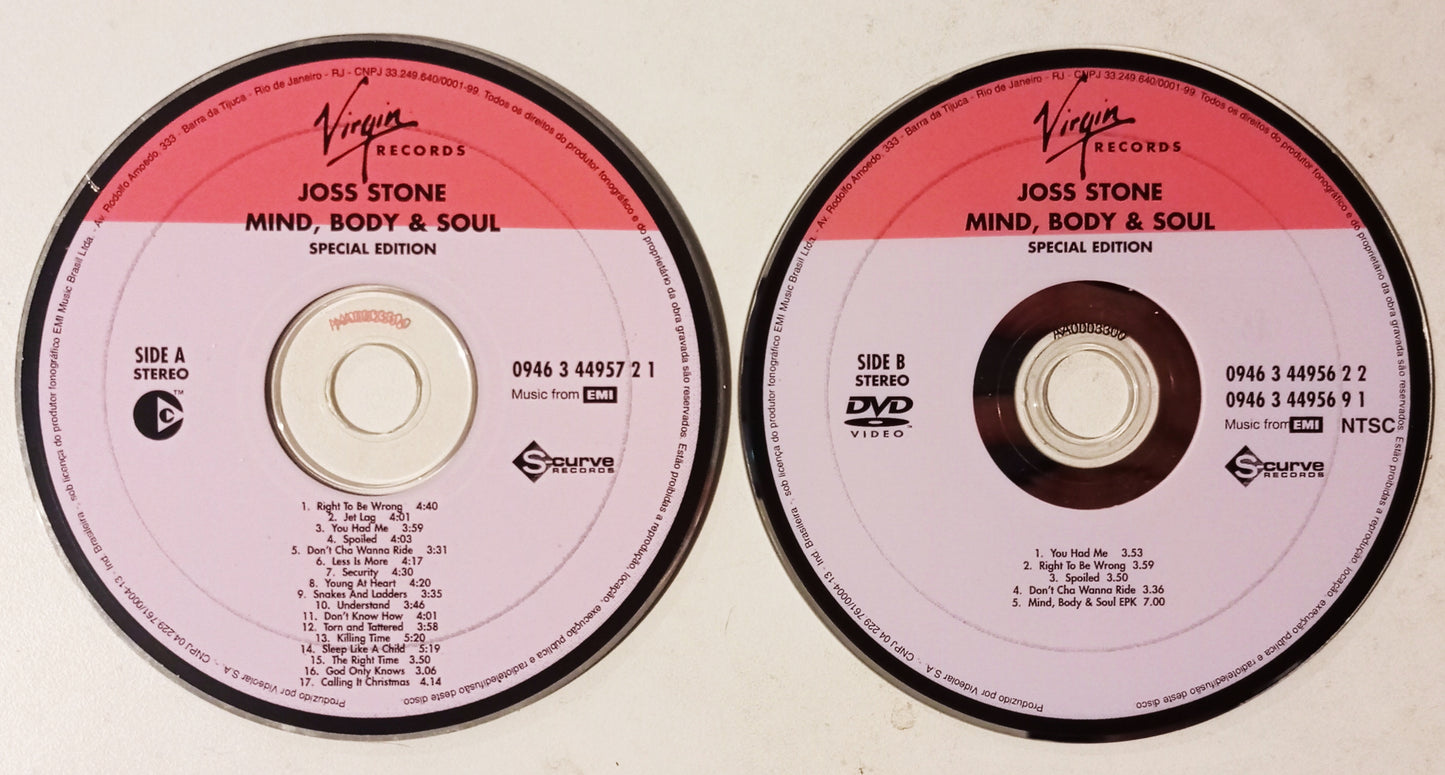 Av. Rodolfo Amoedo, 333 - Barra da Tijuca - Rio de Janeiro - RJ - CNPJ 33.249.640/0001-99. Todos os direitos do produtor fonográfico e do proprietário da obra gravada são reservados. Estão proibidas a reprodução, locação, execução pública e radioteledifusão deste disco.
Produzido por Videolar S.A. - CNPJ 04.229.761/0004-13 - Ind. Brasileira - sob licença do produtor fonográfico EMI Music Brasil Ltda. -
Virgin
RECORDS
JOSS STONE
MIND, BODY & SOUL
SPECIAL EDITION
SIDE A
STEREO
TM
0946 3 44957 2 1
Music from EMI
S-curve
RECORDS
1. Right To Be Wrong 4:40
2. Jet Lag 4:01
3. You Had Me 3:59
4. Spoiled 4:03
5. Don't Cha Wanna Ride 3:31
6. Less Is More 4:17
7. Security 4:30
8. Young At Heart 4:20
9. Snakes And Ladders 3:35
10. Understand 3:46
11. Don't Know How 4:01
12. Torn and Tattered 3:58
13. Killing Time 5:20
14. Sleep Like A Child 5:19
15. The Right Time 3.50
16. God Only Knows 3.06
17. Calling It Christmas 4.14
Av. Rodolfo Amoedo, 333 - Barra da Tijuca - Rio de Janeiro - RJ - CNPJ 33.249.640/0001-99. Todos os direitos do produtor fonográfico e do proprietário da obra gravada são reservados. Estão proibidas a reprodução, locação, execução pública e radioteledifusão deste disco.
Produzido por Videolar S.A. - CNPJ 04.229.761/0004-13 - Ind. Brasileira - sob licença do produtor fonográfico EMI Music Brasil Ltda. -
Virgin
RECORDS
JOSS STONE
MIND, BODY & SOUL
SPECIAL EDITION
AA0003300
SIDE B
STEREO
DVD
VIDEO TM
0946 3 44956 2 2
0946 3 44956 9 1
Music from EMI NTSC
S-curve
RECORDS
1. You Had Me 3.53
2. Right To Be Wrong 3.59
3. Spoiled 3.50
4. Don't Cha Wanna Ride 3.36
5. Mind, Body & Soul EPK 7.00